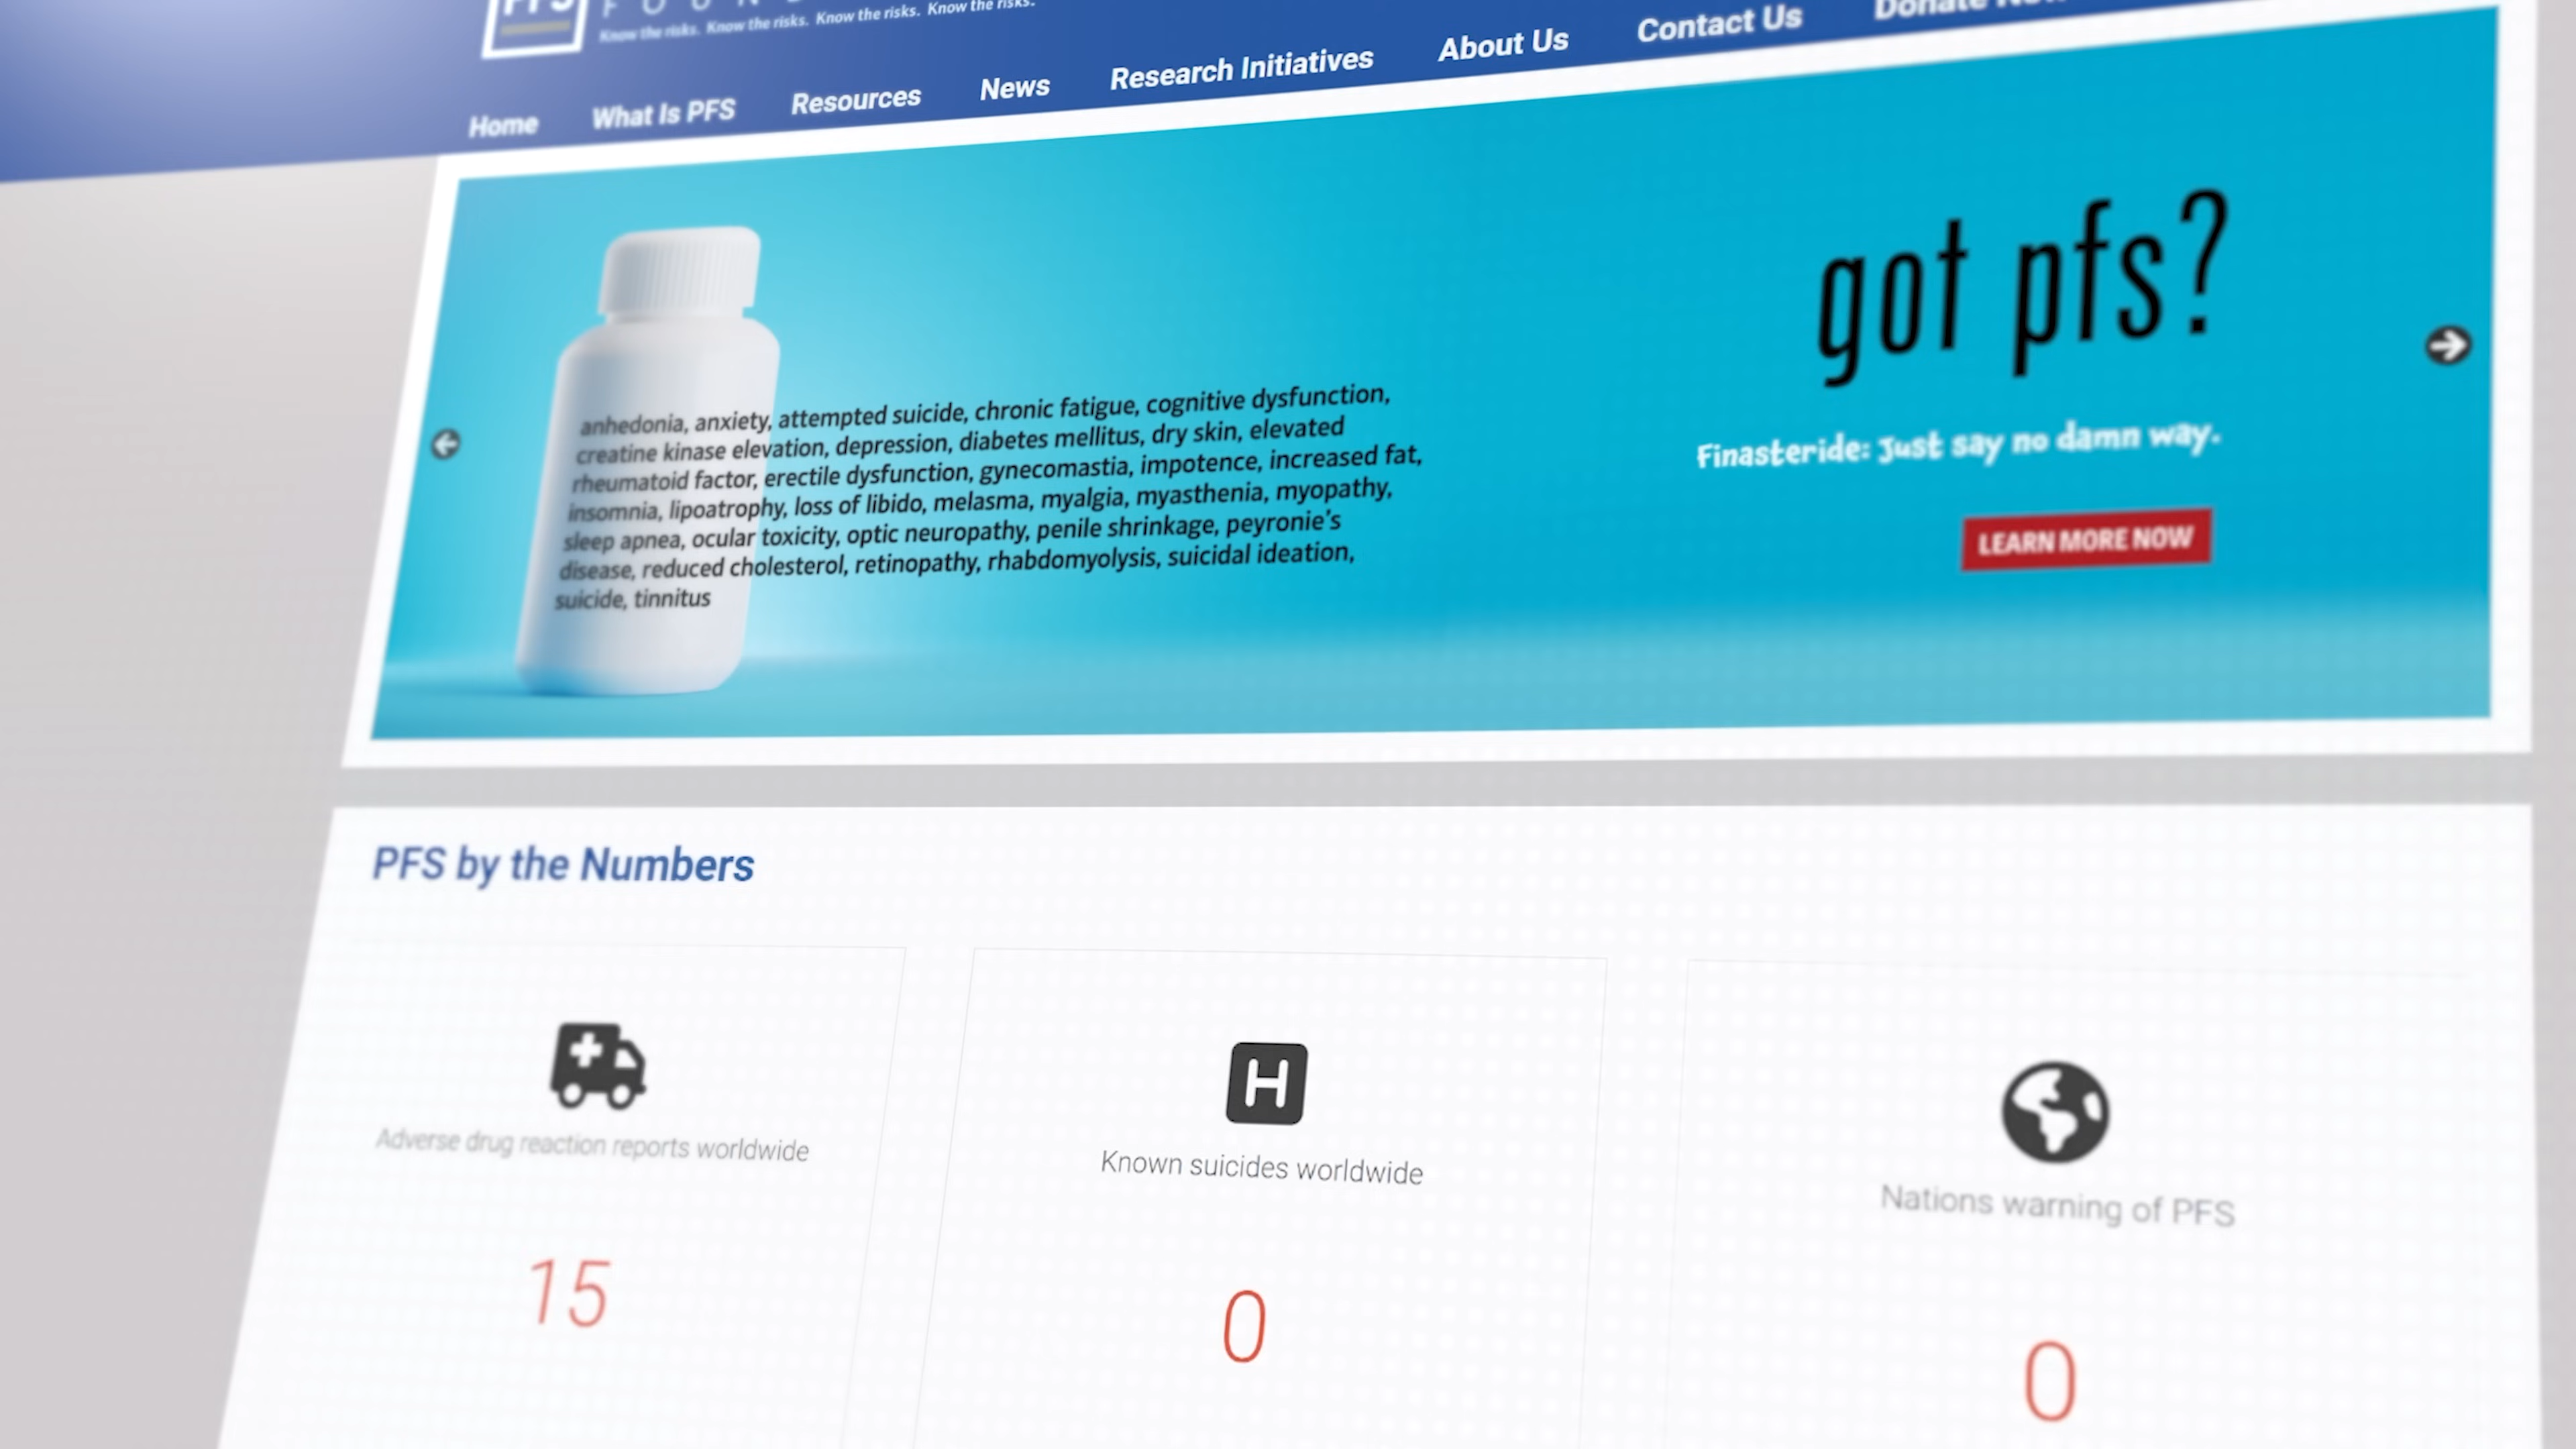 PFS
Know the risks. Know the risks. Know the risks. Know the risks.
Home What Is PFS Resources News Research Initiatives About Us Contact Us Donate
got pfs?
anhedonia, anxiety, attempted suicide, chronic fatigue, cognitive dysfunction,
creatine kinase elevation, depression, diabetes mellitus, dry skin, elevated
rheumatoid factor, erectile dysfunction, gynecomastia, impotence, increased fat,
insomnia, lipoatrophy, loss of libido, melasma, myalgia, myasthenia, myopathy,
sleep apnea, ocular toxicity, optic neuropathy, penile shrinkage, peyronie's
disease, reduced cholesterol, retinopathy, rhabdomyolysis, suicidal ideation,
suicide, tinnitus
Finasteride: Just say no damn way.
LEARN MORE NOW
PFS by the Numbers
H
Adverse drug reaction reports worldwide
Known suicides worldwide
Nations warning of PFS
15
0
0